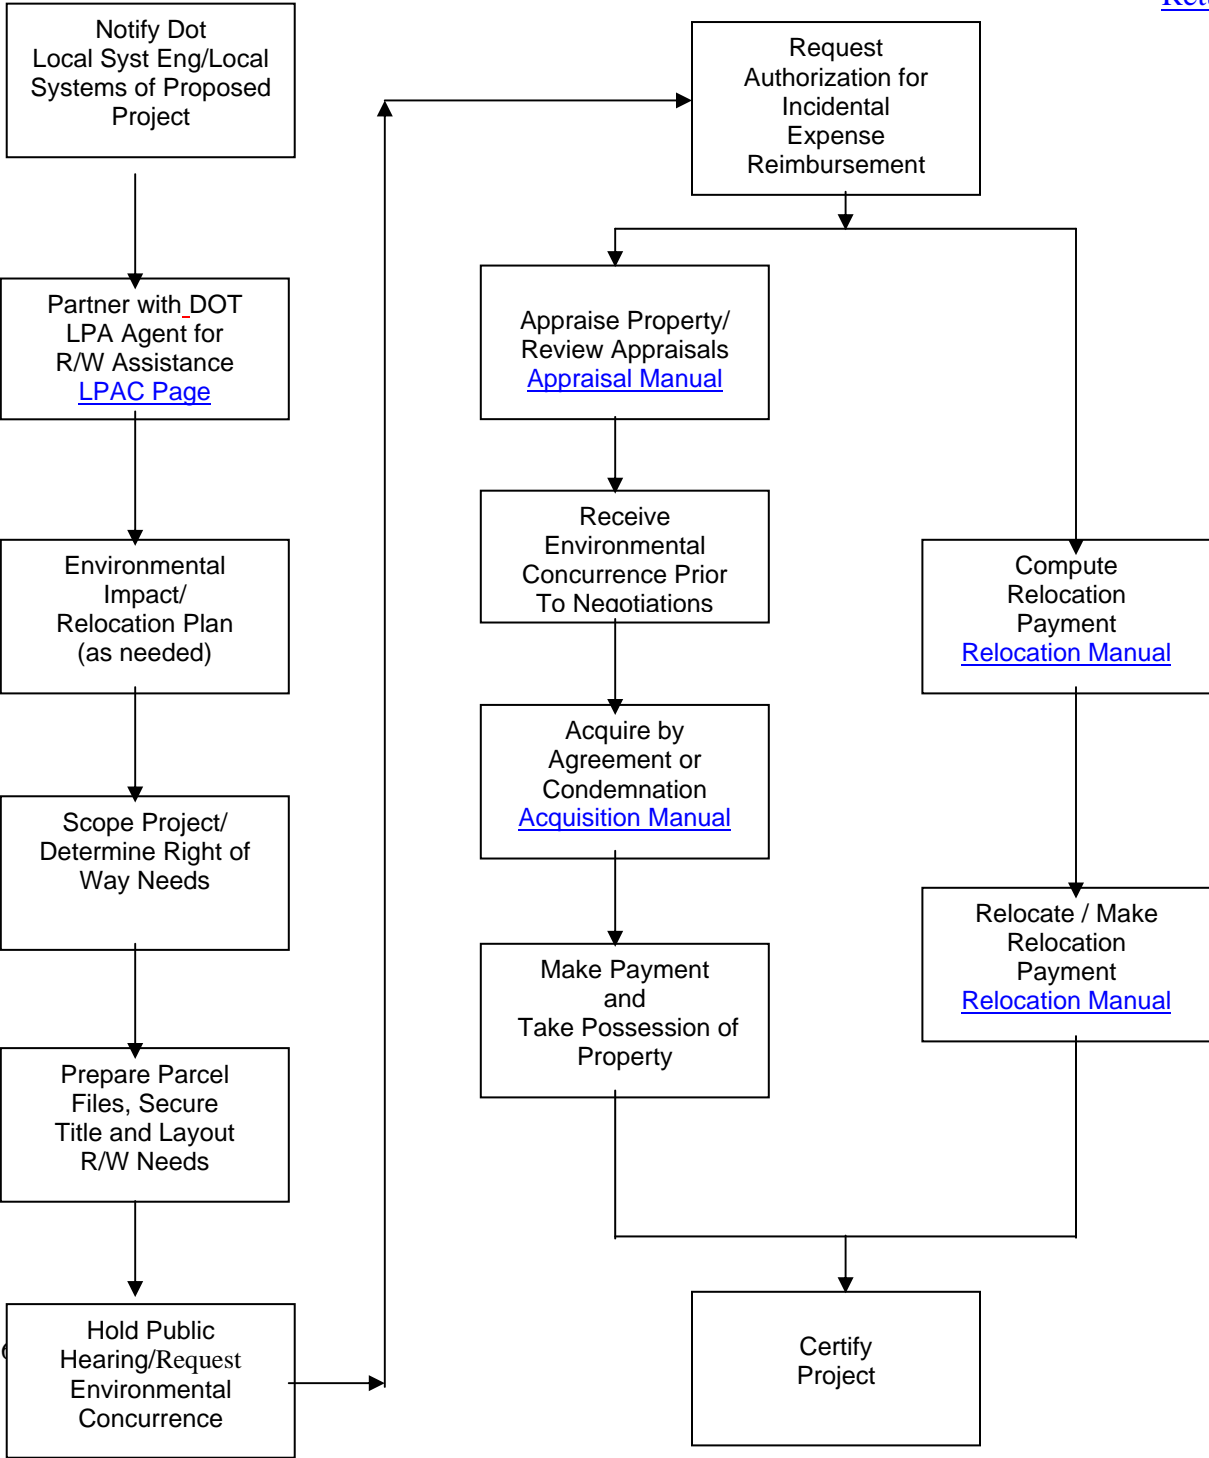 Notify Dot
Local Syst Eng/Local
Systems of Proposed
Project
Partner with DOT
LPA Agent for
R/W Assistance
LPAC Page
Environmental
Impact/
Relocation Plan
(as needed)
Scope Project/
Determine Right of
Way Needs
Prepare Parcel
Files, Secure
Title and Layout
R/W Needs
Hold Public
Hearing/Request
Environmental
Concurrence
Request
Authorization for
Incidental
Expense
Reimbursement
Appraise Property/
Review Appraisals
Appraisal Manual
Receive
Environmental
Concurrence Prior
To Negotiations
Acquire by
Agreement or
Condemnation
Acquisition Manual
Make Payment
and
Take Possession of
Property
Compute
Relocation
Payment
Relocation Manual
Relocate / Make
Relocation
Payment
Relocation Manual
Certify
Project